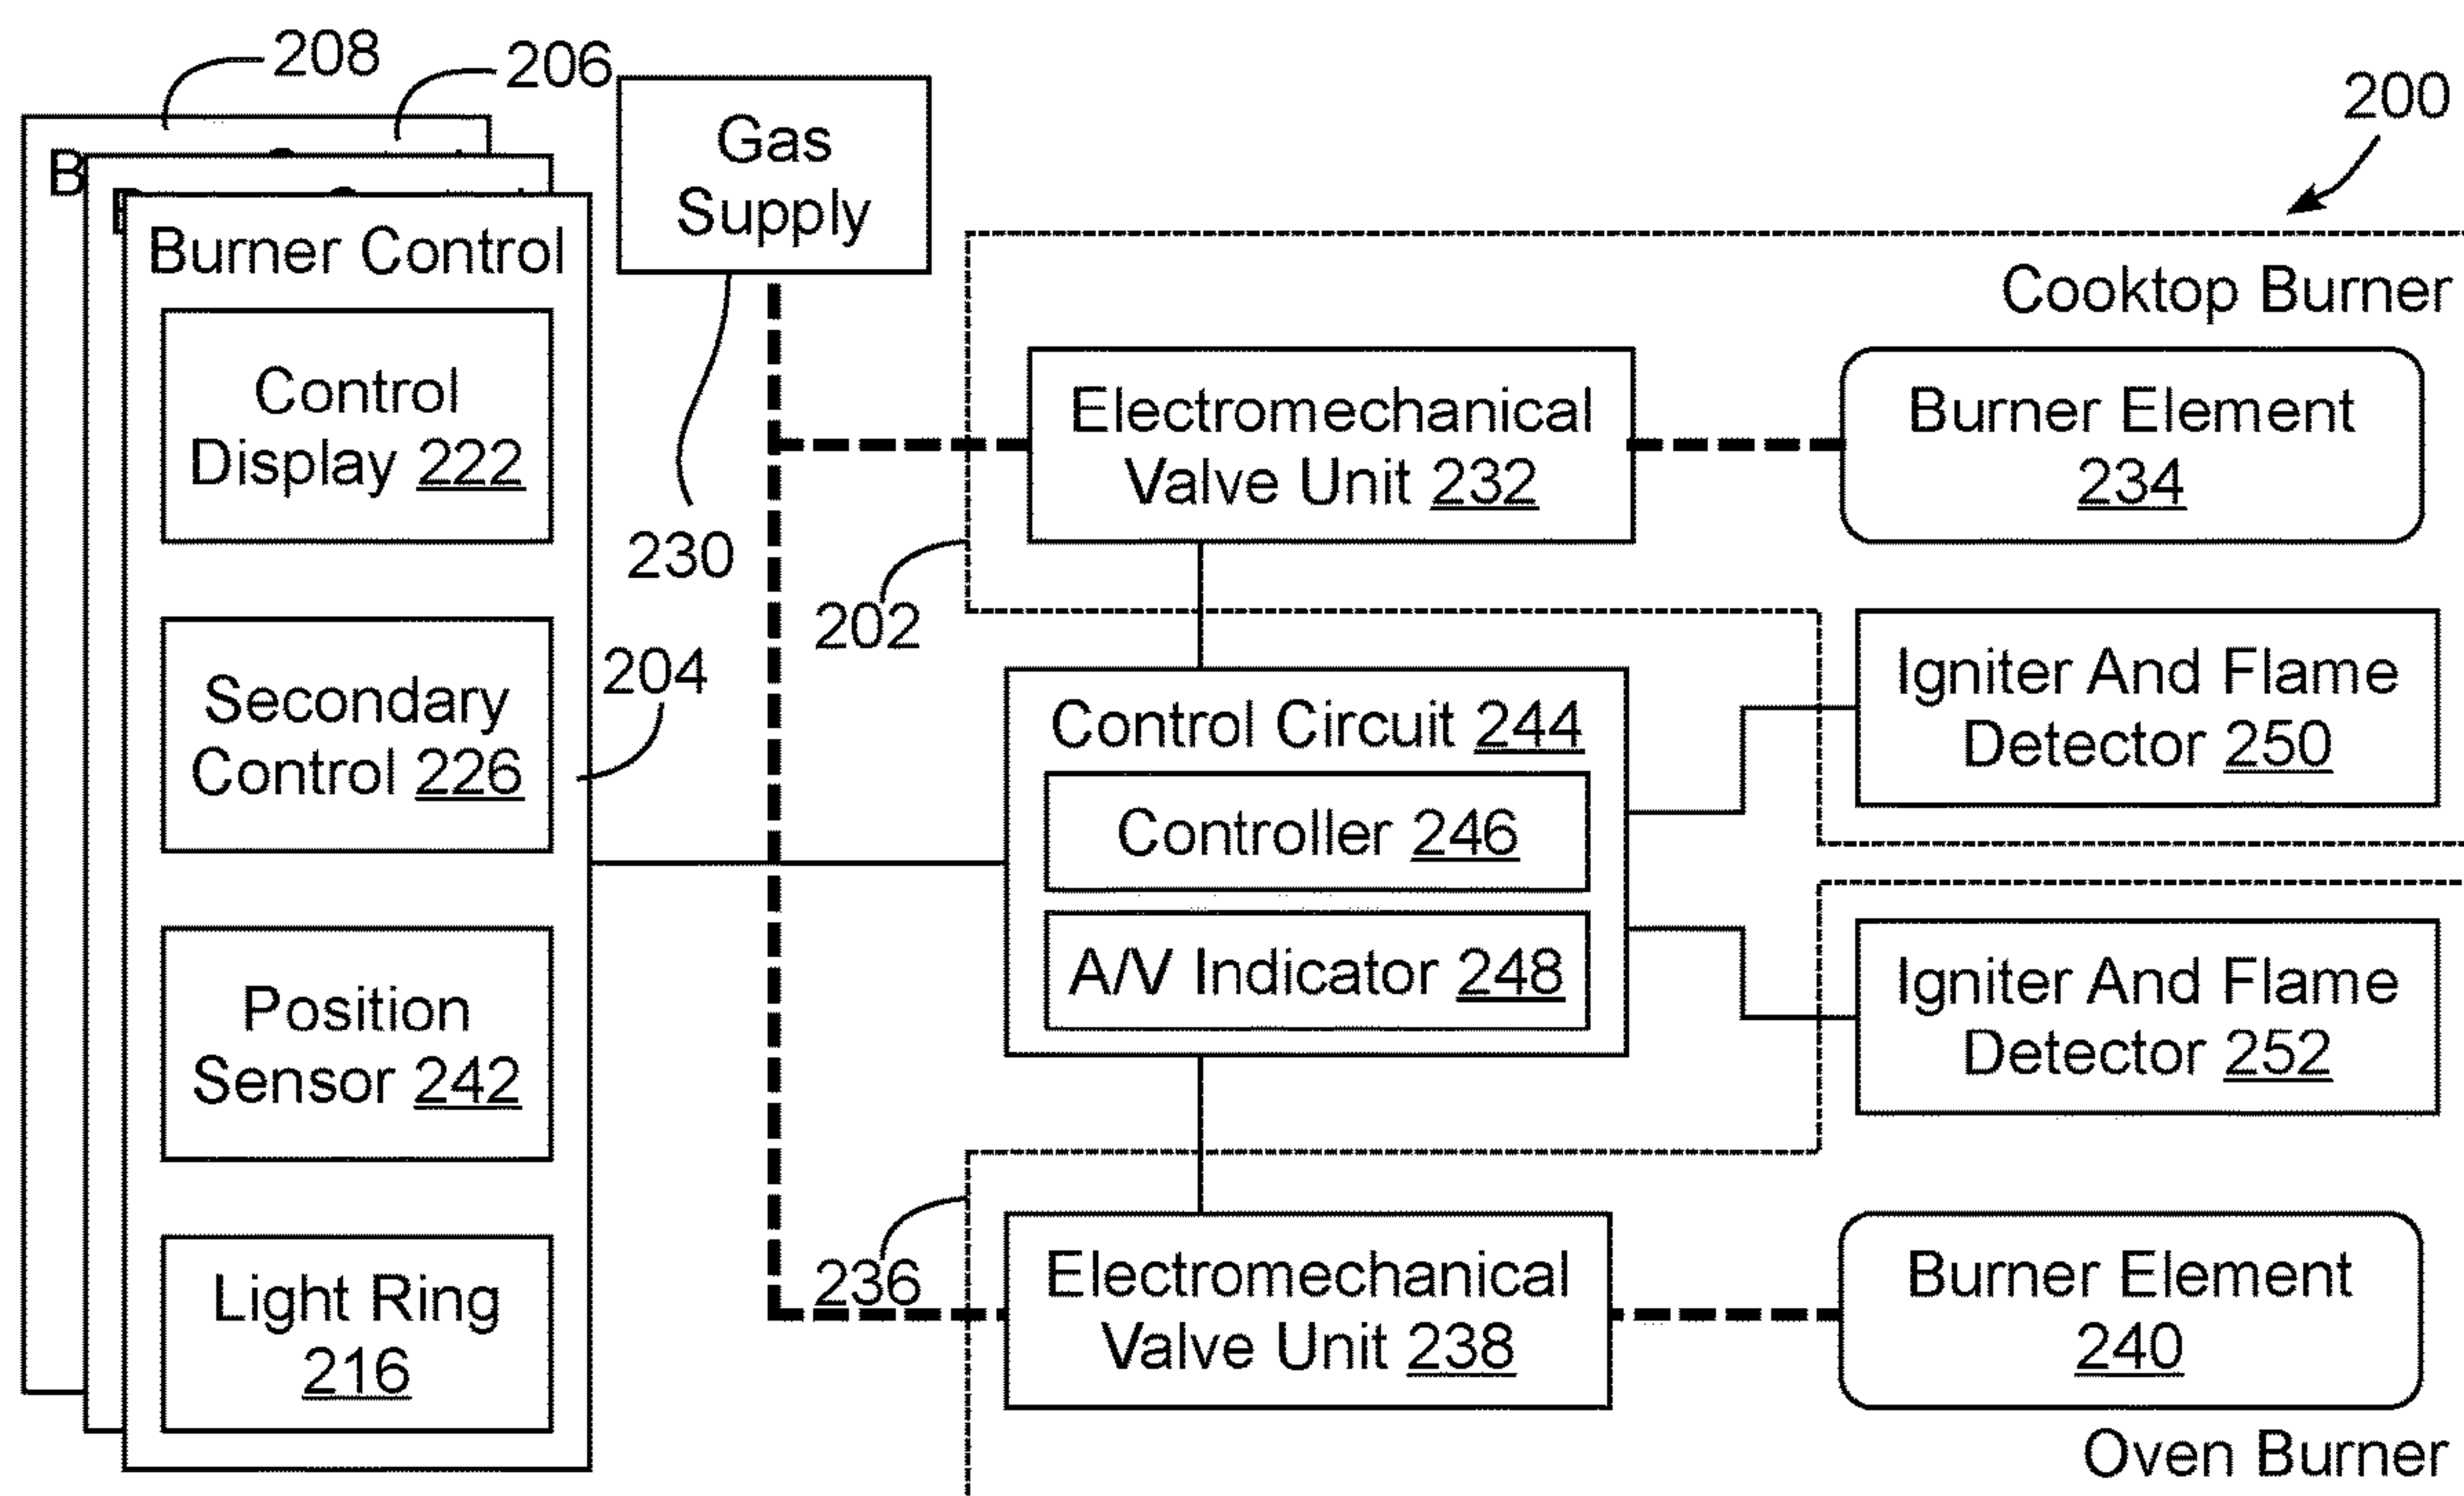 208
206
200
Gas
Supply
B
Burner Control
Cooktop Burner
Control
Display 222
Electromechanical
Valve Unit 232
Burner Element
234
230
202
204
Secondary
Control 226
Igniter And Flame
Detector 250
Control Circuit 244
Controller 246
A/V Indicator 248
Igniter And Flame
Detector 252
Position
Sensor 242
236
Electromechanical
Valve Unit 238
Burner Element
240
Light Ring
216
Oven Burner